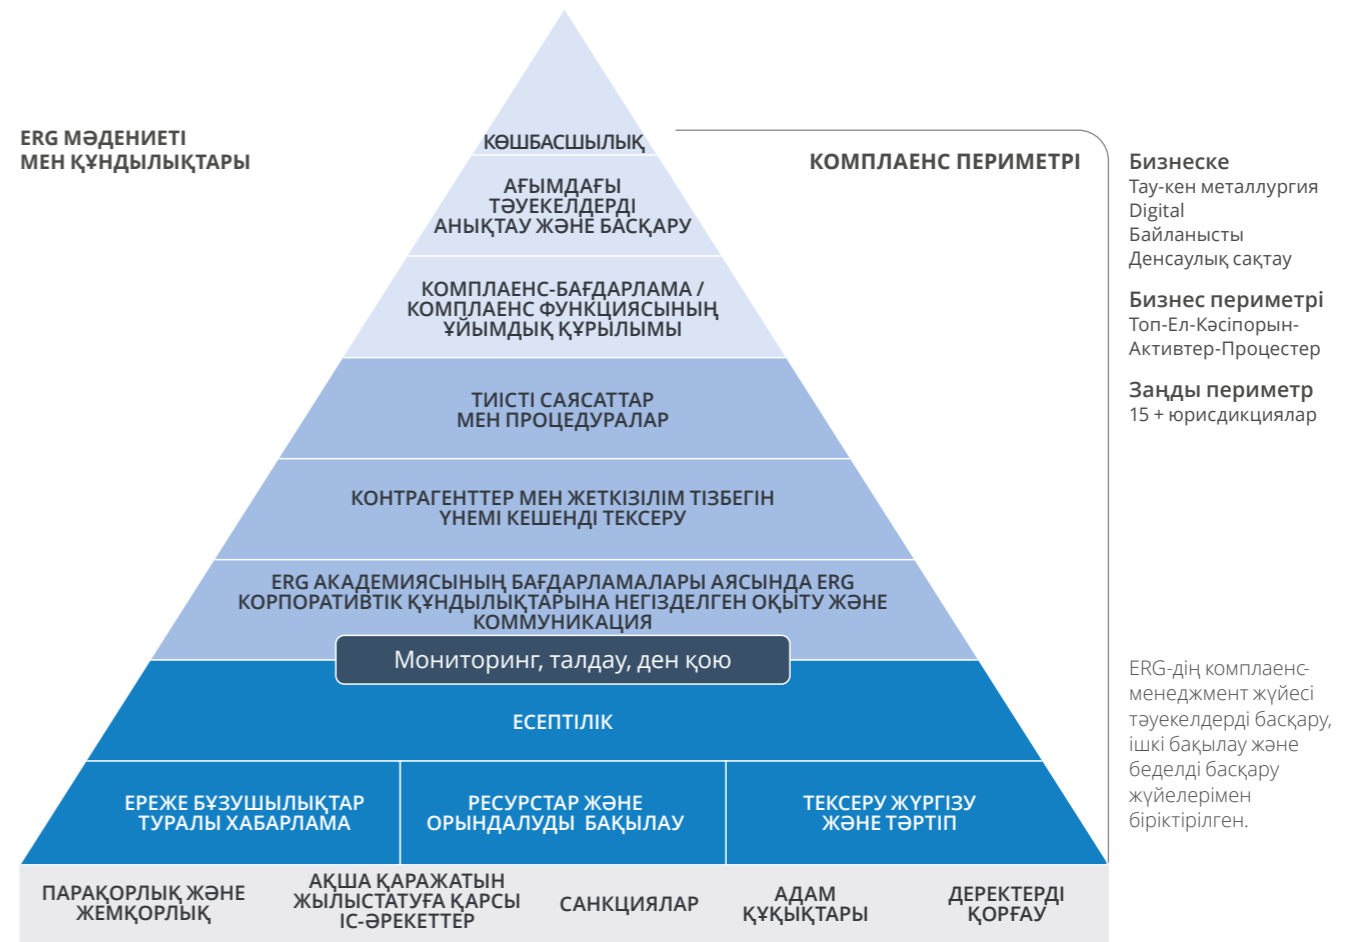 ERG МӘДЕНИЕТІ
МЕН ҚҰНДЫЛЫҚТАРЫ
КӨШБАСШЫЛЫҚ
АҒЫМДАҒЫ
ТӘУЕКЕЛДЕРДІ
АНЫҚТАУ ЖӘНЕ БАСҚАРУ
КОМПЛАЕНС-БАҒДАРЛАМА /
КОМПЛАЕНС ФУНКЦИЯСЫНЫҢ
ҰЙЫМДЫҚ ҚҰРЫЛЫМЫ
ТИІСТІ САЯСАТТАР
МЕН ПРОЦЕДУРАЛАР
КОНТРАГЕНТТЕР МЕН ЖЕТКІЗІЛІМ ТІЗБЕГІН
ҮНЕМІ КЕШЕНДІ ТЕКСЕРУ
ERG АКАДЕМИЯСЫНЫҢ БАҒДАРЛАМАЛАРЫ АЯСЫНДА ERG
КОРПОРАТИВТІК ҚҰНДЫЛЫҚТАРЫНА НЕГІЗДЕЛГЕН ОҚЫТУ ЖӘНЕ
КОММУНИКАЦИЯ
Мониторинг, талдау, ден қою
ЕСЕПТІЛІК
ЕРЕЖЕ БҰЗУШЫЛЫҚТАР
ТУРАЛЫ ХАБАРЛАМА
РЕСУРСТАР ЖӘНЕ
ОРЫНДАЛУДЫ БАҚЫЛАУ
ТЕКСЕРУ ЖҮРГІЗУ
ЖӘНЕ ТӘРТІП
ПАРАҚОРЛЫҚ ЖӘНЕ
ЖЕМҚОРЛЫҚ
АҚША ҚАРАЖАТЫН
ЖЫЛЫСТАТУҒА ҚАРСЫ
ІС-ӘРЕКЕТТЕР
САНКЦИЯЛАР
АДАМ
ҚҰҚЫҚТАРЫ
ДЕРЕКТЕРДІ
ҚОРҒАУ
КОМПЛАЕНС ПЕРИМЕТРІ
Бизнеске
Тау-кен металлургия
Digital
Байланысты
Денсаулық сақтау
Бизнес периметрі
Топ-Ел-Кәсіпорын-
Активтер-Процестер
Заңды периметр
15 + юрисдикциялар
ERG-дің комплаенс-
менеджмент жүйесі
тәуекелдерді басқару,
ішкі бақылау және
беделді басқару
жүйелерімен
біріктірілген.